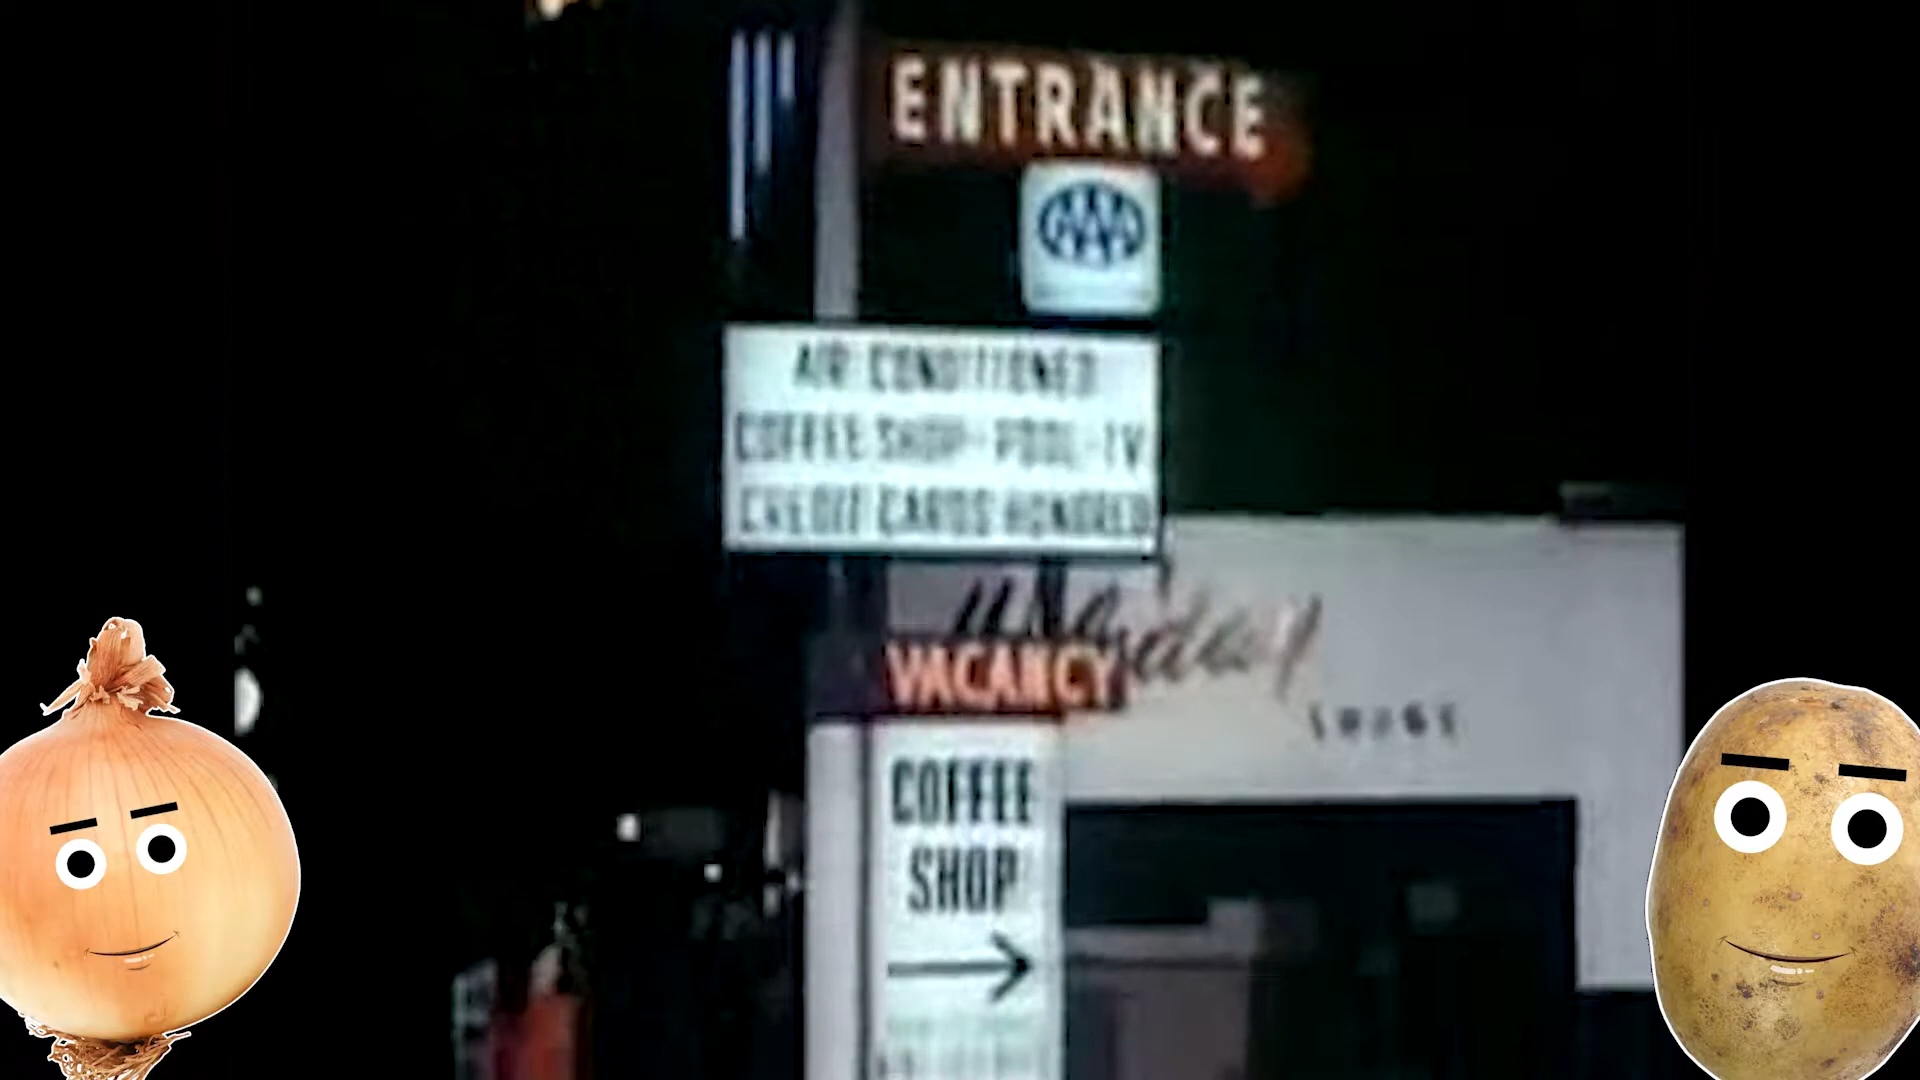 ENTRANCE
AAA
AIR CONDITIONED
COFFEE SHOP - POOL - TV
CREDIT CARDS HONORED
VACANCY
COFFEE
SHOP